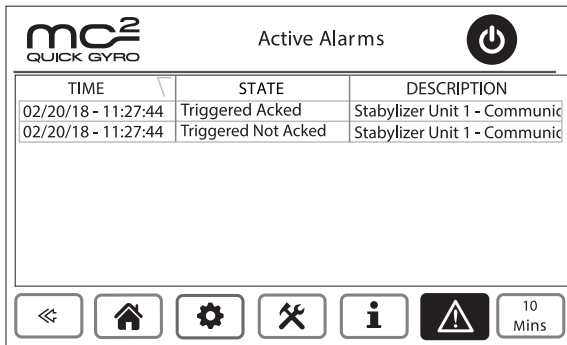 mc² Active Alarms
QUICK GYRO
TIME STATE DESCRIPTION
02/20/18 - 11:27:44 Triggered Acked Stabylizer Unit 1 - Communic
02/20/18 - 11:27:44 Triggered Not Acked Stabylizer Unit 1 - Communic
10
Mins